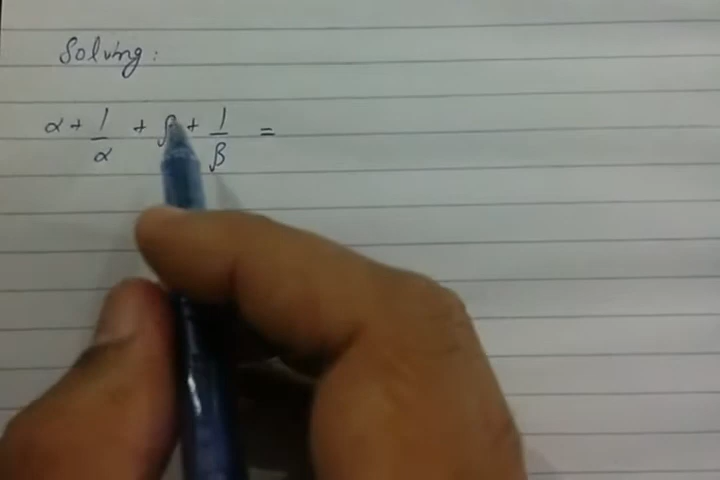 Solving:
α + 1/α + β + 1/β =